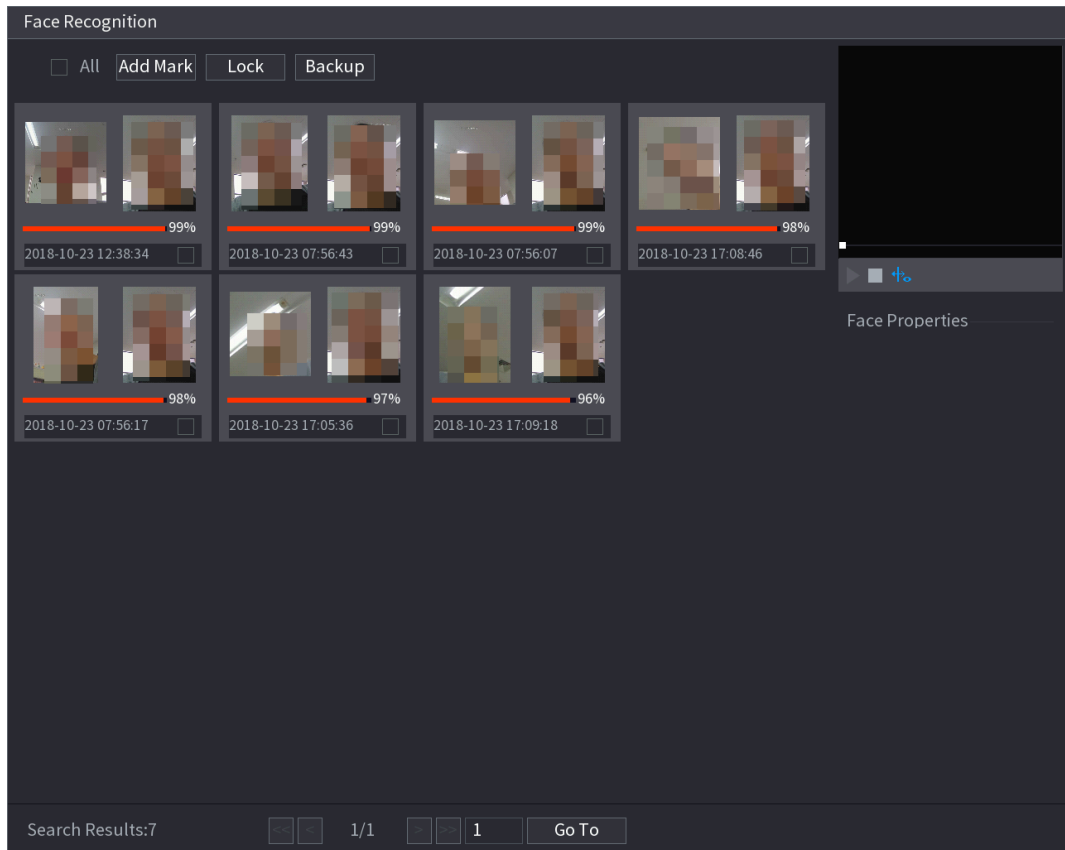 Face Recognition
All Add Mark Lock Backup
99% 99% 99% 98%
2018-10-23 12:38:34 2018-10-23 07:56:43 2018-10-23 07:56:07 2018-10-23 17:08:46
Face Properties
98% 97% 96%
2018-10-23 07:56:17 2018-10-23 17:05:36 2018-10-23 17:09:18
Search Results:7 << < 1/1 > >> 1 Go To